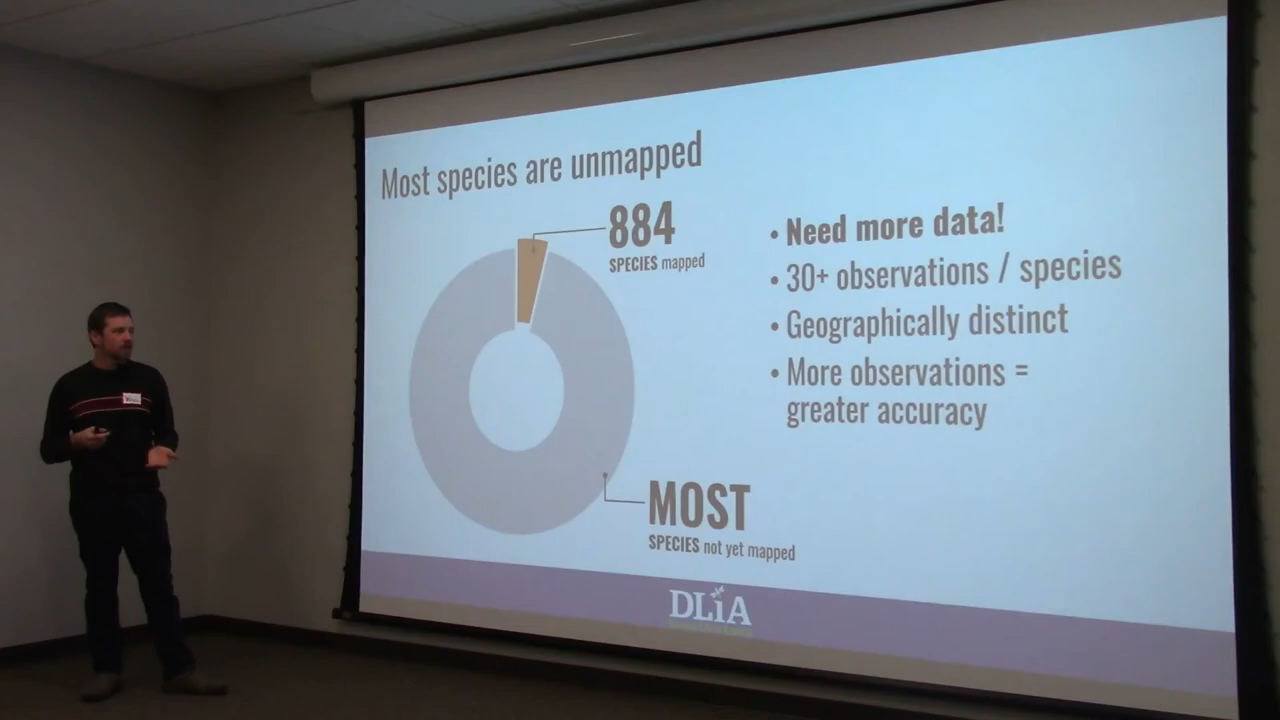 Most species are unmapped
884
SPECIES mapped
MOST
SPECIES not yet mapped
• Need more data!
• 30+ observations / species
• Geographically distinct
• More observations =
greater accuracy
DLiA